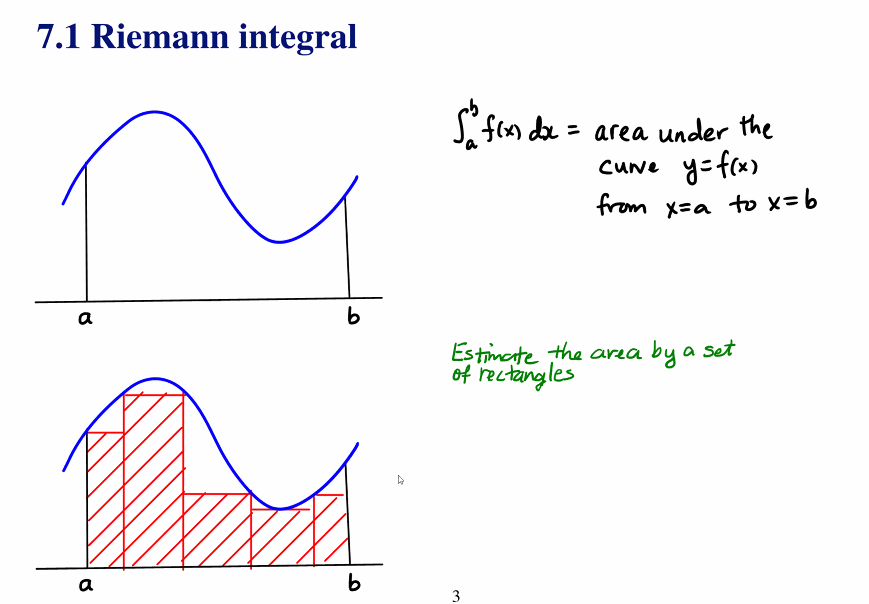 7.1 Riemann integral
∫_a^b f(x) dx = area under the
curve y=f(x)
from x=a to x=b
a b
Estimate the area by a set
of rectangles
a b
3